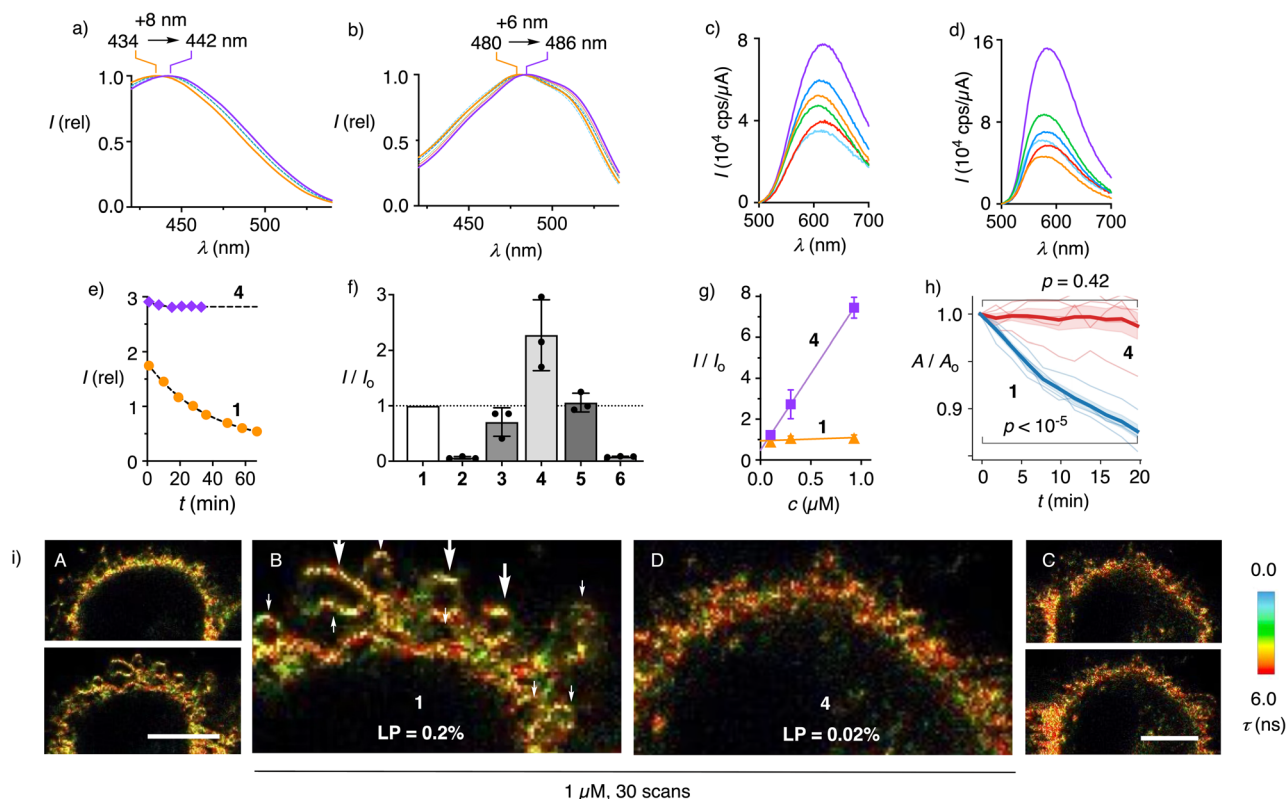 a)
+8 nm
434 → 442 nm
I (rel)
1.0
0.5
0.0
450
500
λ (nm)
b)
+6 nm
480 → 486 nm
I (rel)
1.0
0.5
0.0
450
500
λ (nm)
c)
I (10⁴ cps/μA)
8
4
0
500
600
700
λ (nm)
d)
I (10⁴ cps/μA)
16
8
0
500
600
700
λ (nm)
e)
I (rel)
3
2
1
0
4
1
0
20
40
60
t (min)
f)
I / Iₒ
3
2
1
0
1
2
3
4
5
6
g)
I / Iₒ
8
6
4
2
0
4
1
0.0
0.5
1.0
c (μM)
h)
p = 0.42
A / Aₒ
1.0
0.9
4
1
p < 10⁻⁵
0
5
10
15
20
t (min)
i)
A
B
1
LP = 0.2%
D
4
LP = 0.02%
C
0.0
6.0
τ (ns)
1 μM, 30 scans